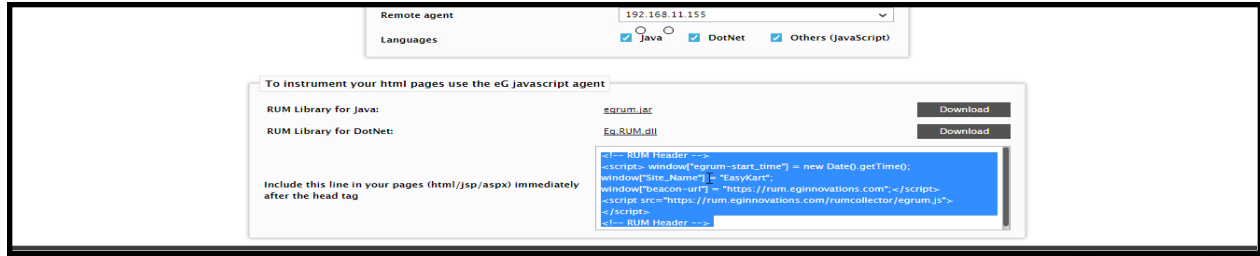 Remote agent 192.168.11.155
Languages Java DotNet Others (JavaScript)
To instrument your html pages use the eG javascript agent
RUM Library for Java: egrum.jar Download
RUM Library for DotNet: Eg.RUM.dll Download
Include this line in your pages (html/jsp/aspx) immediately
after the head tag
<!-- RUM Header -->
<script> window["egrum-start_time"] = new Date().getTime();
window["Site_Name"] = "EasyKart";
window["beacon-url"] = "https://rum.eginnovations.com";</script>
<script src="https://rum.eginnovations.com/rumcollector/egrum.js">
</script>
<!-- RUM Header -->